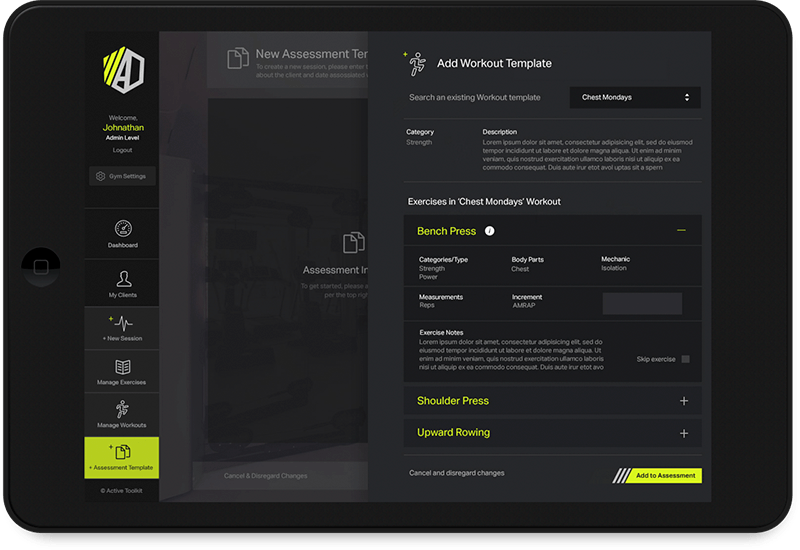 Welcome,
Johnathan
Admin Level
Logout
Gym Settings
Dashboard
My Clients
+ New Session
Manage Exercises
Manage Workouts
+ Assessment Template
© Active Toolkit
New Assessment Ter
To create a new session, please enter
about the client and date assossiated
Assessment In
To get started, please a
per the top righ
Cancel & Disregard Changes
Add Workout Template
Search an existing Workout template
Chest Mondays
Category
Strength
Description
Lorem ipsum dolor sit amet, consectetur adipisicing elit, sed do eiusmod
tempor incididunt ut labore et dolore magna aliqua. Ut enim ad minim
veniam, quis nostrud exercitation ullamco laboris nisi ut aliquip ex ea
commodo consequat. Duis aute irur etot avol uptas sit a spern
Exercises in 'Chest Mondays' Workout
Bench Press
Categories/Type
Strength
Power
Body Parts
Chest
Mechanic
Isolation
Measurements
Reps
Increment
AMRAP
Exercise Notes
Lorem ipsum dolor sit amet, consectetur adipisicing elit, sed do
eiusmod tempor incididunt ut labore et dolore magna aliqua. Ut
enim ad minim veniam, quis nostrud exercitation ullamco laboris
nisi ut aliquip ex ea commodo consequat. Duis aute irur etot avo
Skip exercise
Shoulder Press
Upward Rowing
Cancel and disregard changes
Add to Assessment